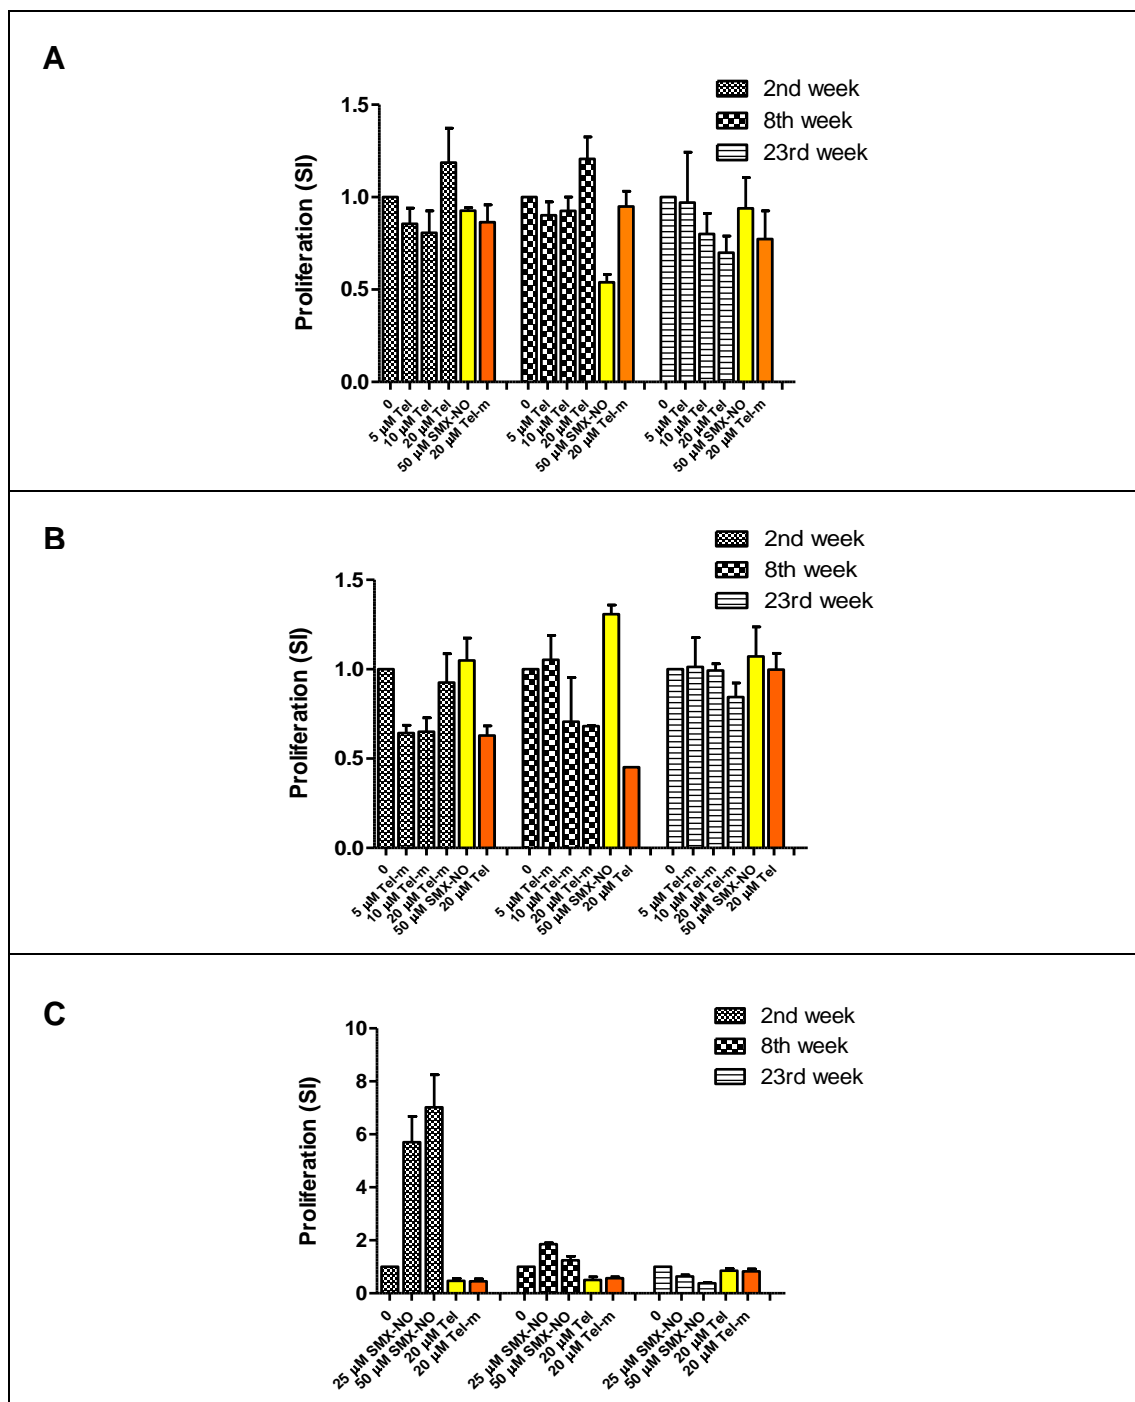 A
2nd week
8th week
23rd week
Proliferation (SI)
1.5
1.0
0.5
0.0
0
5 µM Tel
10 µM Tel
20 µM Tel
50 µM SMX-NO
20 µM Tel-m
0
5 µM Tel
10 µM Tel
20 µM Tel
50 µM SMX-NO
20 µM Tel-m
0
5 µM Tel
10 µM Tel
20 µM Tel
50 µM SMX-NO
20 µM Tel-m
B
2nd week
8th week
23rd week
Proliferation (SI)
1.5
1.0
0.5
0.0
0
5 µM Tel-m
10 µM Tel-m
20 µM Tel-m
50 µM SMX-NO
20 µM Tel
0
5 µM Tel-m
10 µM Tel-m
20 µM Tel-m
50 µM SMX-NO
20 µM Tel
0
5 µM Tel-m
10 µM Tel-m
20 µM Tel-m
50 µM SMX-NO
20 µM Tel
C
2nd week
8th week
23rd week
Proliferation (SI)
10
8
6
4
2
0
0
25 µM SMX-NO
50 µM SMX-NO
20 µM Tel
20 µM Tel-m
0
25 µM SMX-NO
50 µM SMX-NO
20 µM Tel
20 µM Tel-m
0
25 µM SMX-NO
50 µM SMX-NO
20 µM Tel
20 µM Tel-m